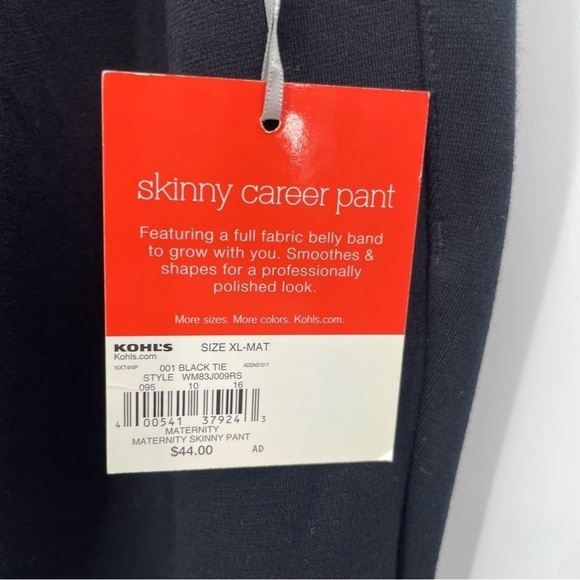 skinny career pant
Featuring a full fabric belly band
to grow with you. Smoothes &
shapes for a professionally
polished look.
More sizes. More colors. Kohls.com.
KOHL'S SIZE XL-MAT
Kohls.com
NXT4NP 001 BLACK TIE ADDNS1017
STYLE WM83J009RS
095 10 16
4 00541 37924 3
MATERNITY
MATERNITY SKINNY PANT
$44.00 AD